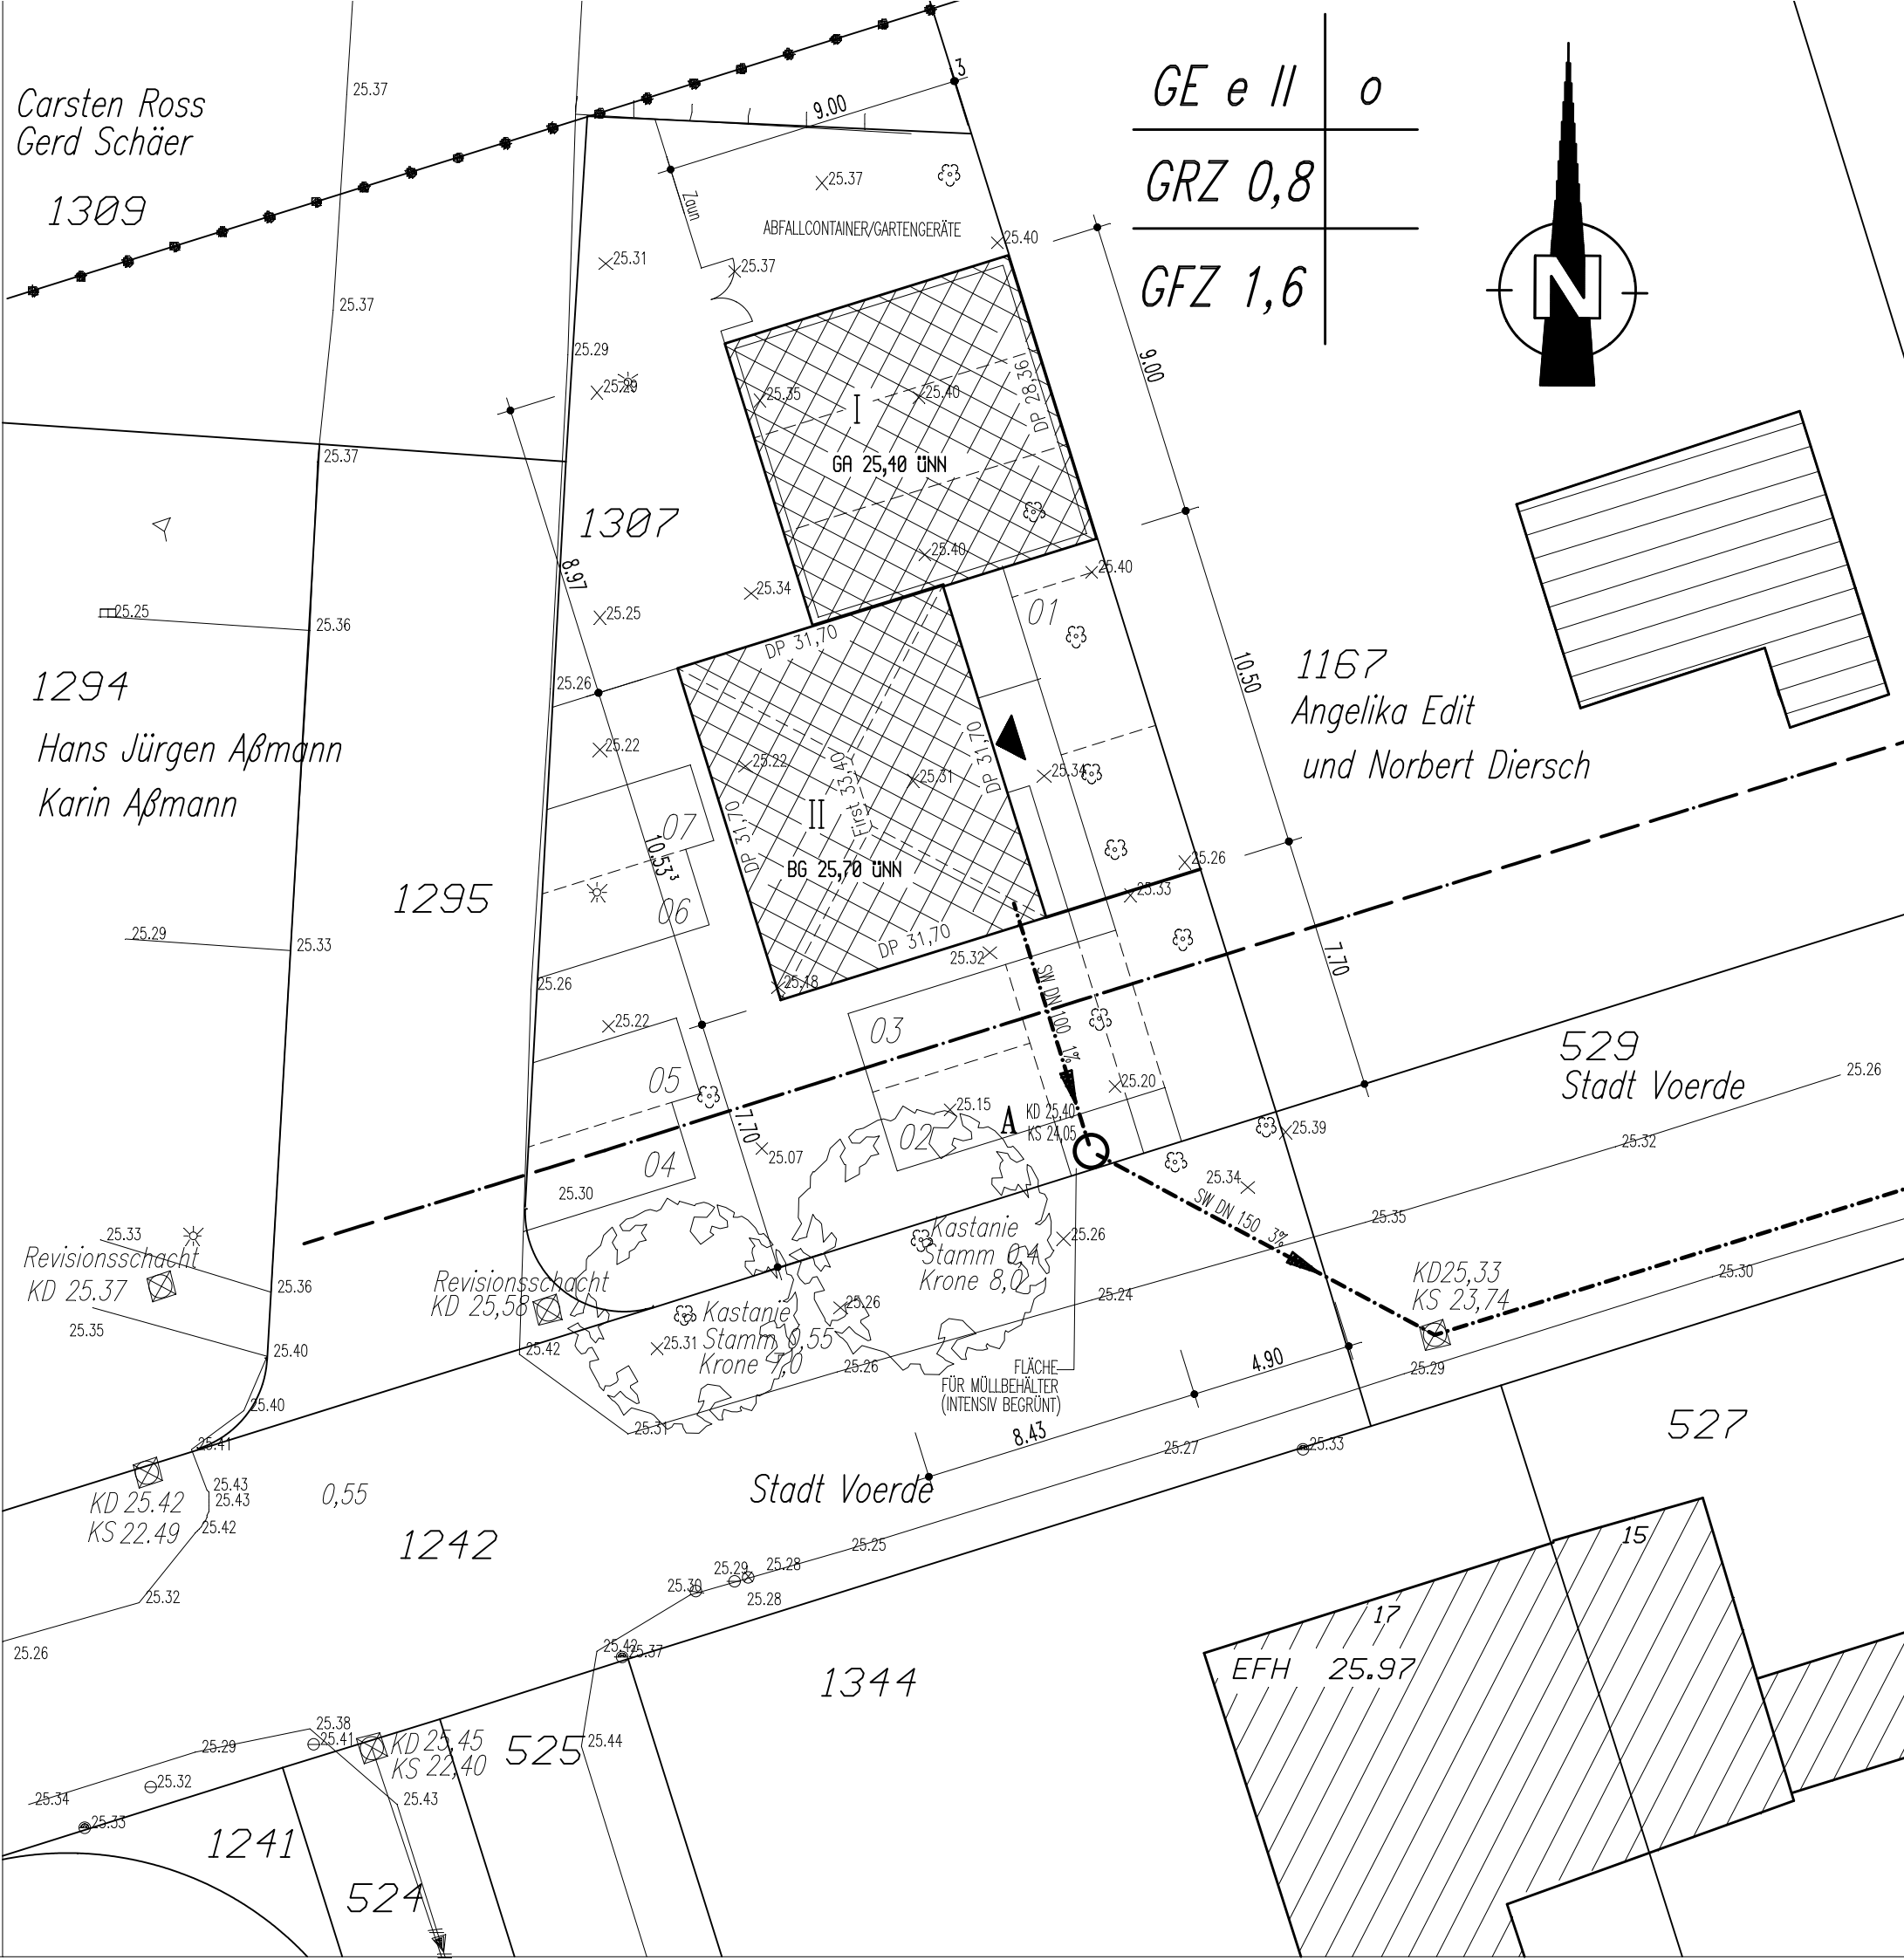 Carsten Ross
Gerd Schäer
1309
25.37
3
9.00
GE e II o
GRZ 0,8
GFZ 1,6
N
25.37
Zaun
ABFALLCONTAINER/GARTENGERÄTE
25.40
25.31
25.37
25.37
25.29
25.29
9.00
25.35
I
25.40
DP 28,36
GA 25,40 ÜNN
25.37
1307
25.40
25.40
8.97
25.34
25.25
25.25
25.36
01
DP 31,70
1294
25.26
10.50
1167
Angelika Edit
und Norbert Diersch
Hans Jürgen Aßmann
Karin Aßmann
25.22
25.22
25.31
DP 31,70
25.34
First 33,40
II
DP 31,70
07
10,53³
BG 25,70 ÜNN
25.26
25.33
1295
06
25.29
25.33
DP 31,70
25.32
7.70
25.26
25.18
SW DN 100 1%
25.22
03
529
Stadt Voerde
25.26
05
25.20
25.15
A
KD 25,40
KS 24,05
7.70
02
25.39
25.32
04
25.07
25.30
25.34
SW DN 150 3%
25.35
25.33
Revisionsschacht
KD 25.37
25.36
Kastanie
Stamm 0,4
Krone 8,0
25.26
25.24
25.30
KD25,33
KS 23,74
Revisionsschacht
KD 25,58
Kastanie
Stamm 0,55
Krone 7,0
25.26
25.31
25.26
25.35
25.40
25.42
4.90
25.29
FLÄCHE
FÜR MÜLLBEHÄLTER
(INTENSIV BEGRÜNT)
25.40
25.31
8.43
25.27
25.33
527
25.41
25.43
25.43
25.42
KD 25.42
KS 22.49
0,55
Stadt Voerde
1242
25.25
25.29
25.28
25.30
25.28
25.32
25.26
25.42
25.37
15
17
EFH 25.97
1344
25.38
25.41
25.29
KD 25,45
KS 22,40
525
25.44
25.32
25.34
25.33
25.43
1241
524